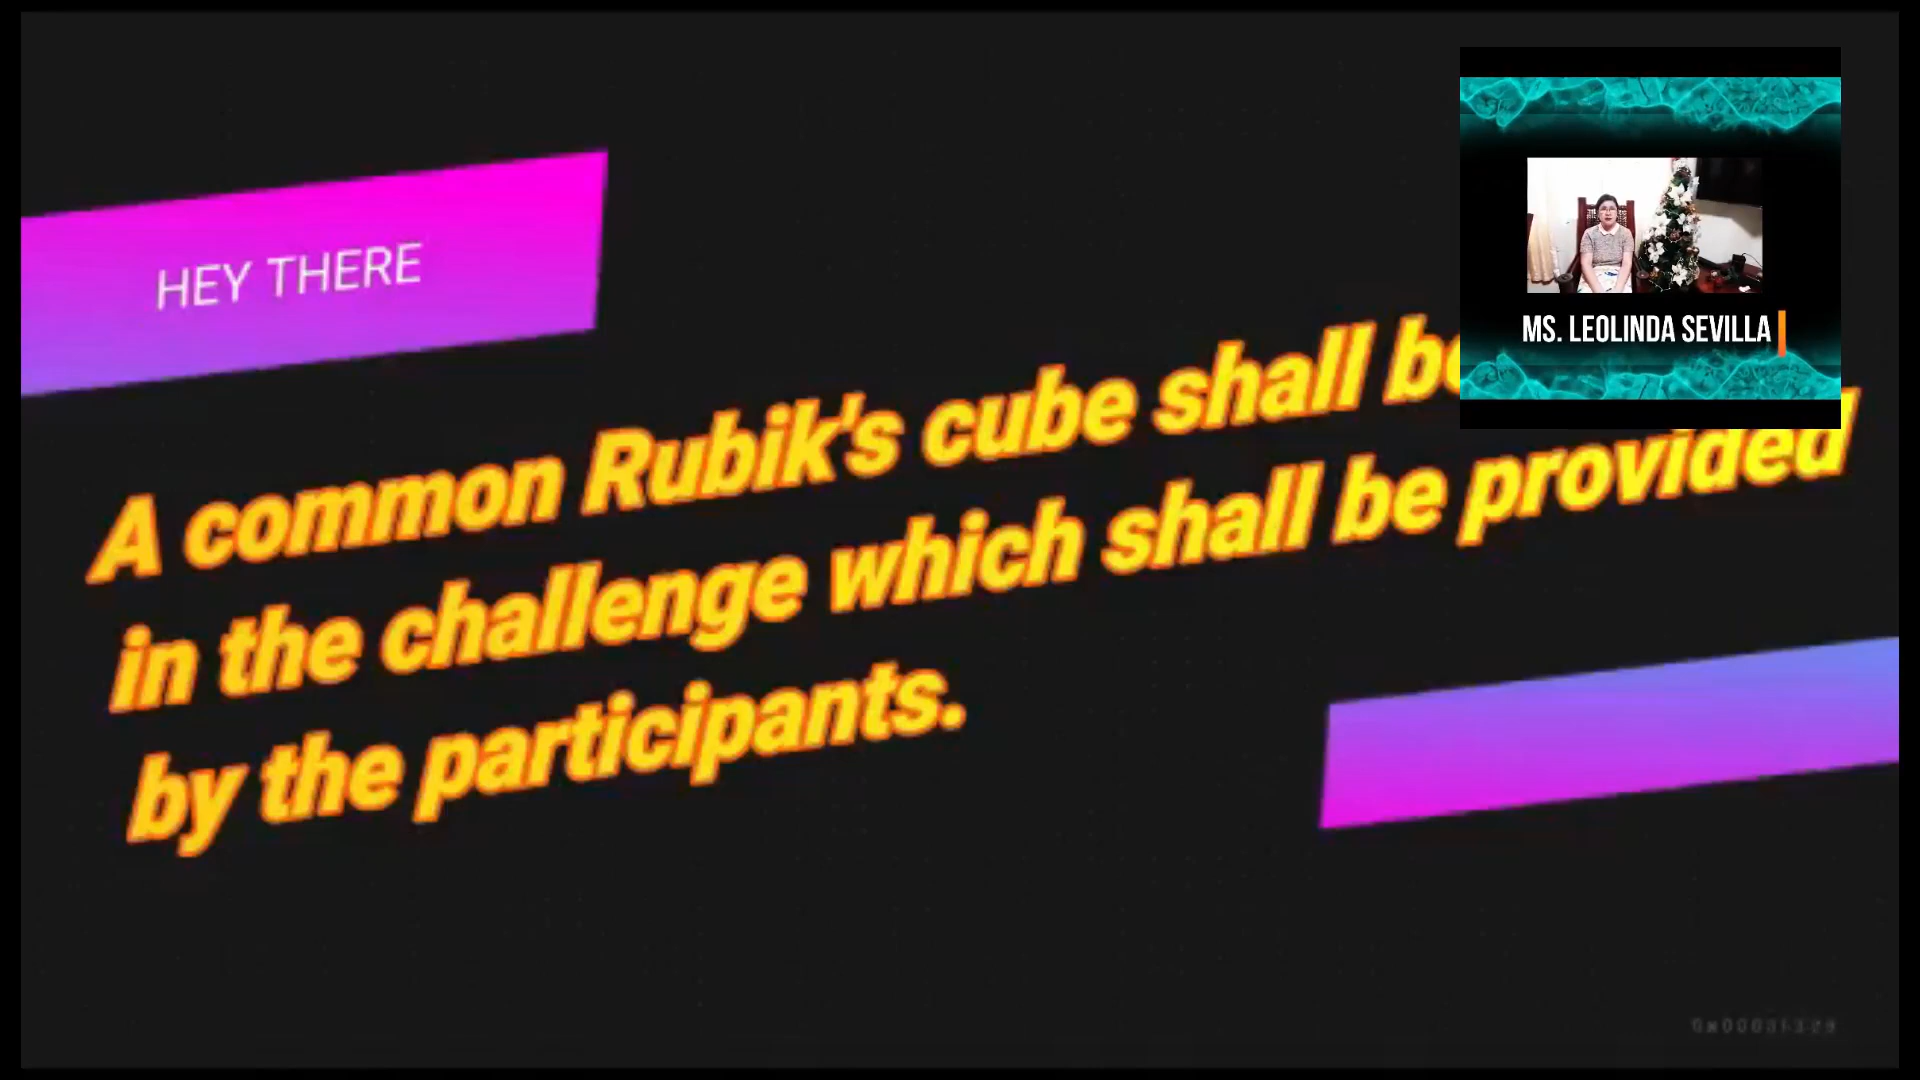 HEY THERE
A common Rubik's cube shall be
in the challenge which shall be provided
by the participants.
MS. LEOLINDA SEVILLA